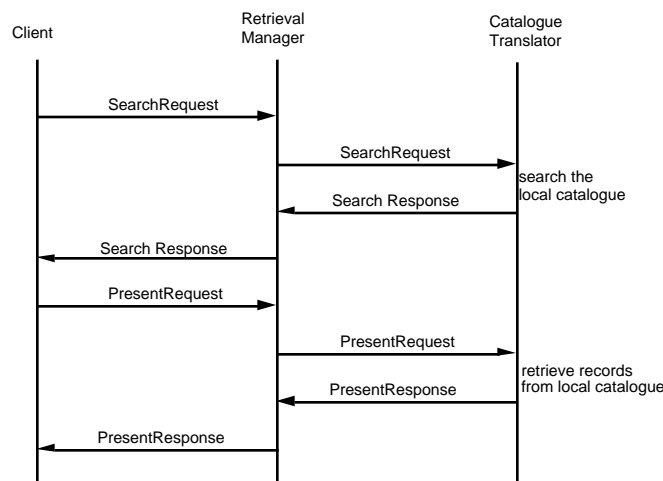 Client
Retrieval
Manager
Catalogue
Translator
SearchRequest
SearchRequest
search the
local catalogue
Search Response
Search Response
PresentRequest
PresentRequest
retrieve records
from local catalogue
PresentResponse
PresentResponse